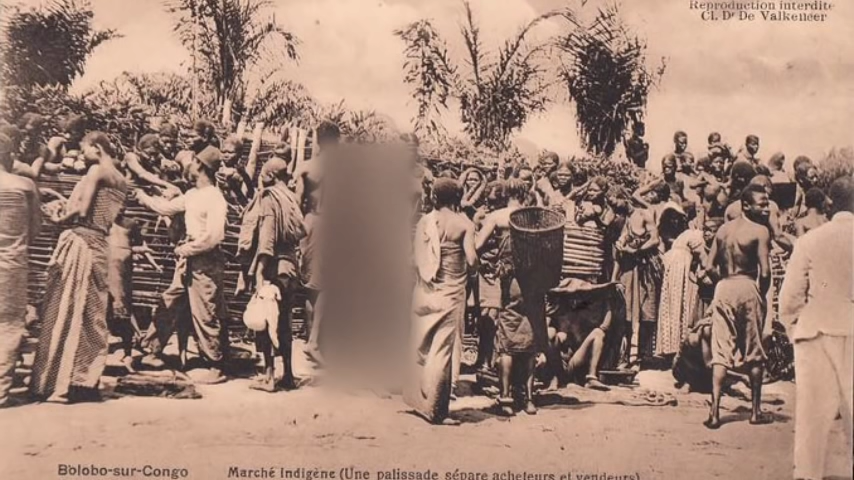 Reproduction interdite
Cl. Dr De Valkeneer
Bolobo-sur-Congo Marché Indigène (Une palissade sépare acheteurs et vendeurs)